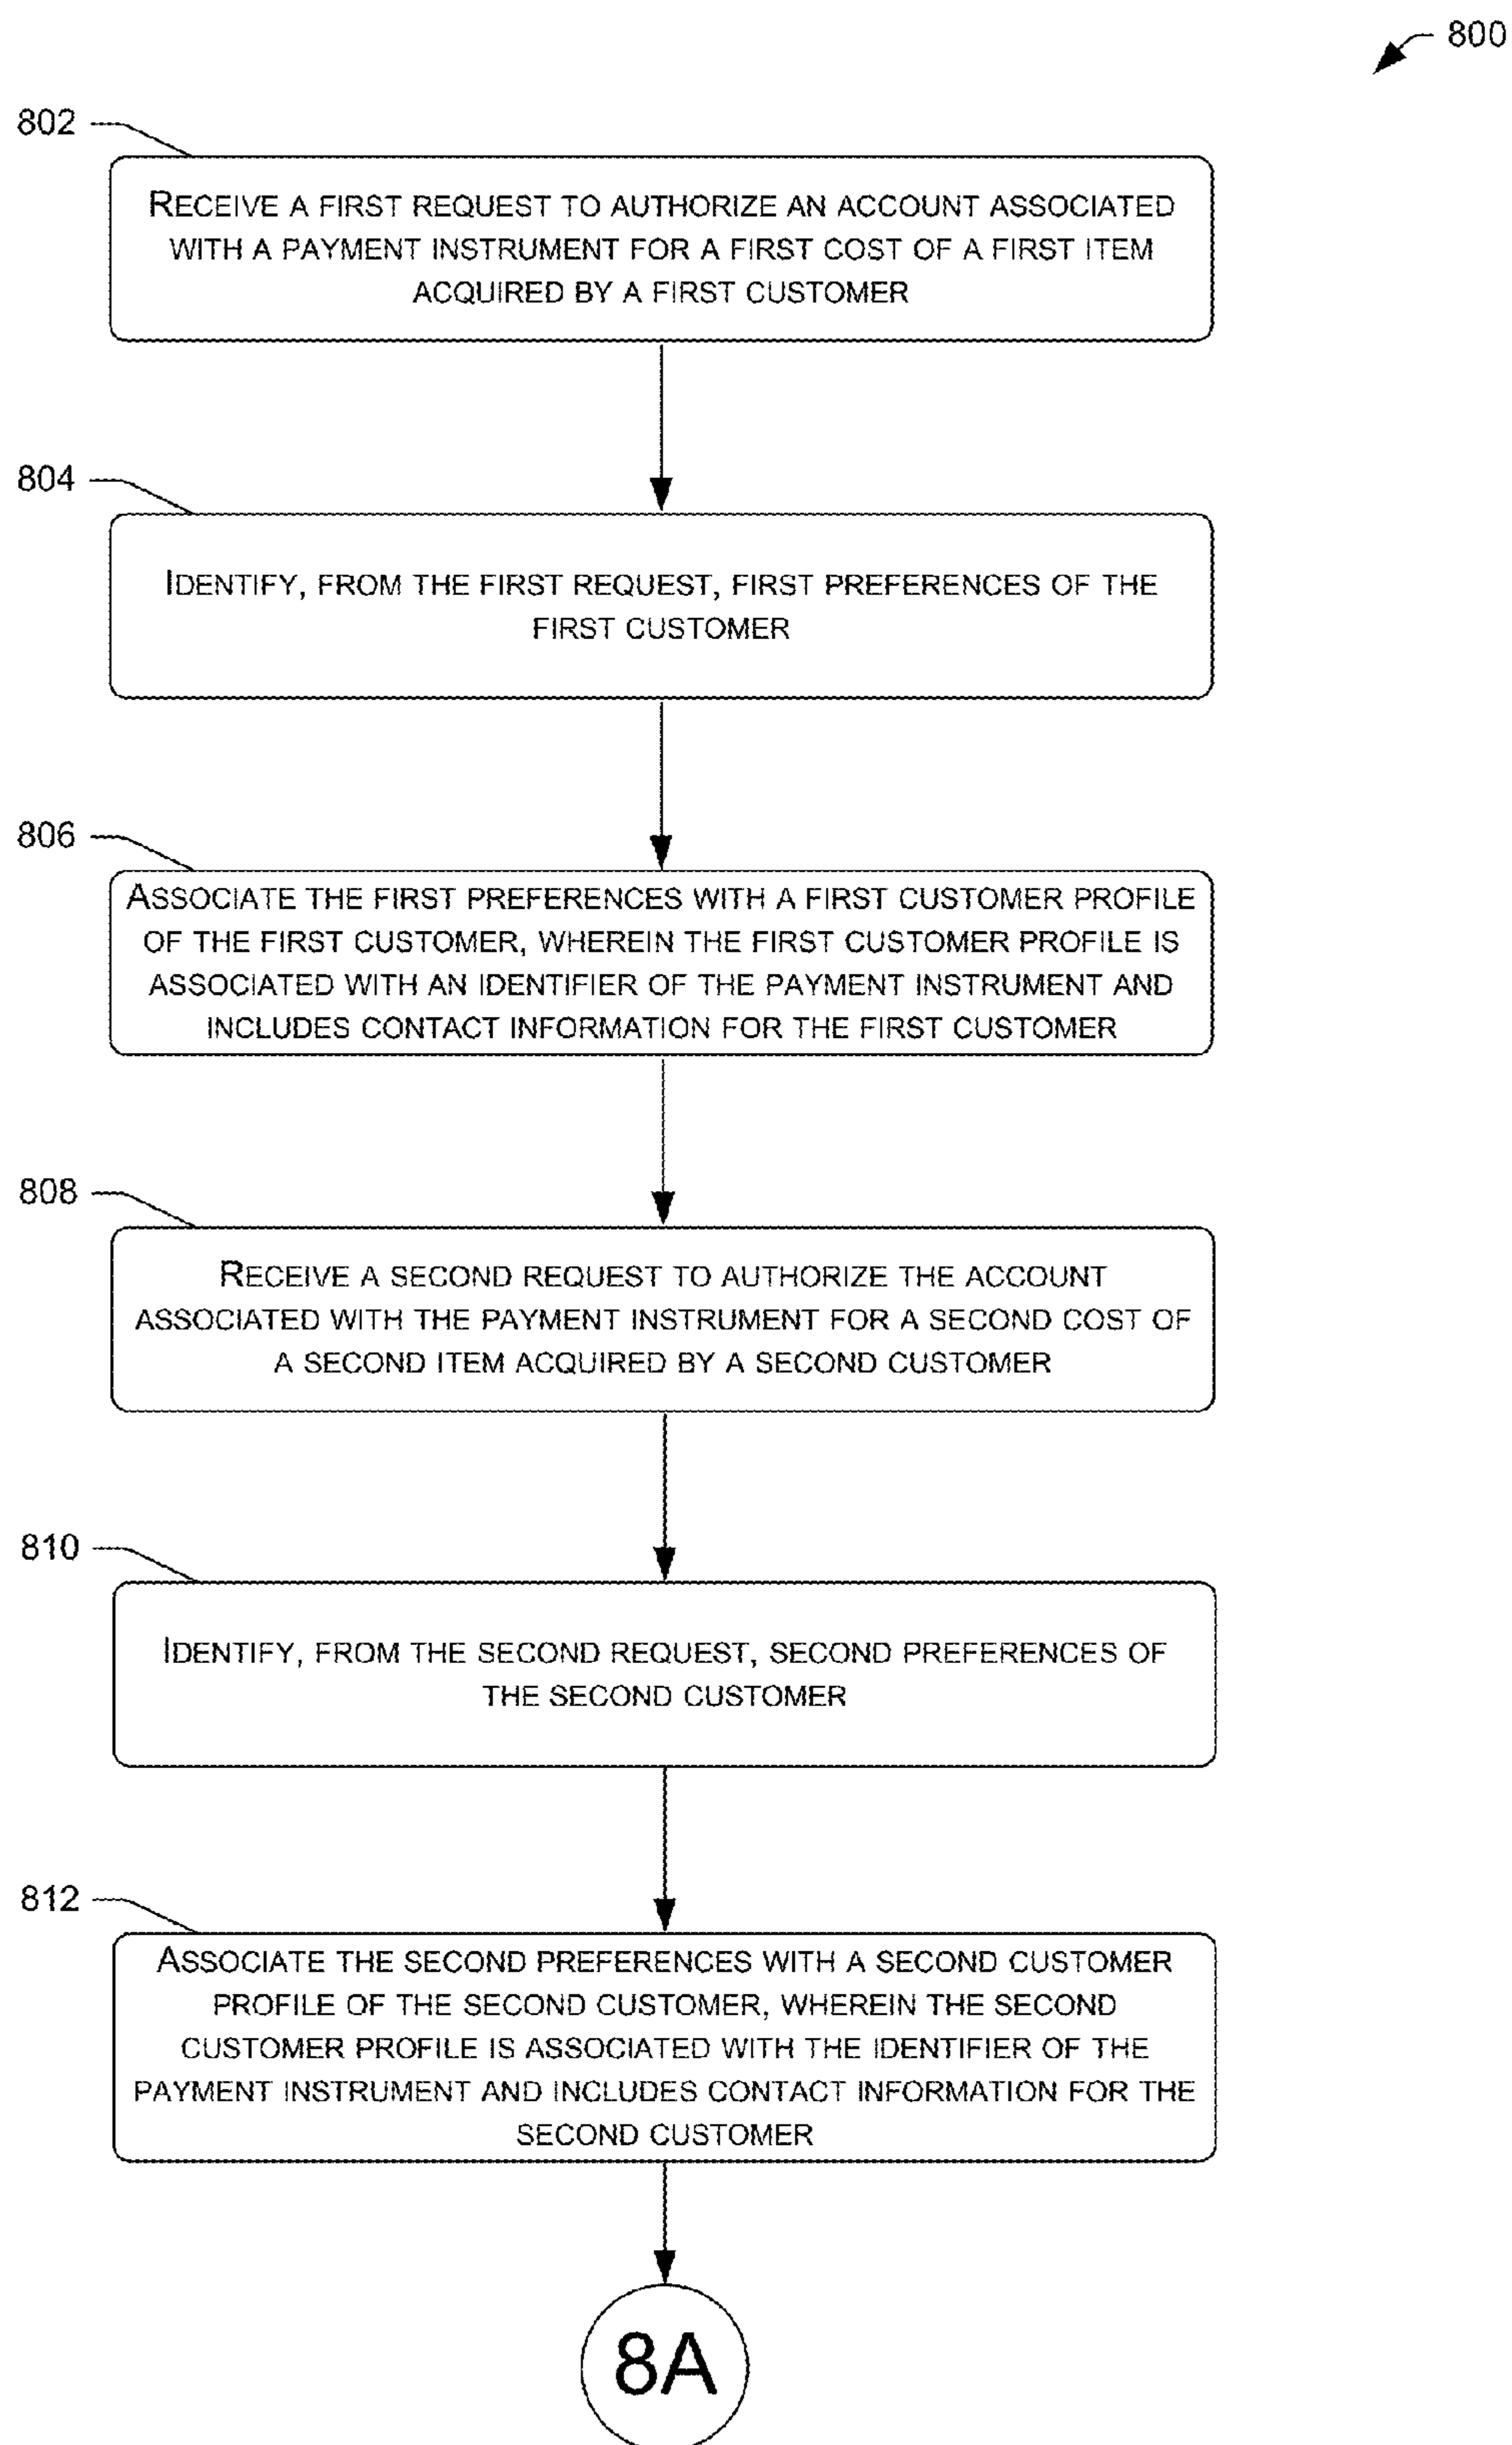 800
802
RECEIVE A FIRST REQUEST TO AUTHORIZE AN ACCOUNT ASSOCIATED
WITH A PAYMENT INSTRUMENT FOR A FIRST COST OF A FIRST ITEM
ACQUIRED BY A FIRST CUSTOMER
804
IDENTIFY, FROM THE FIRST REQUEST, FIRST PREFERENCES OF THE
FIRST CUSTOMER
806
ASSOCIATE THE FIRST PREFERENCES WITH A FIRST CUSTOMER PROFILE
OF THE FIRST CUSTOMER, WHEREIN THE FIRST CUSTOMER PROFILE IS
ASSOCIATED WITH AN IDENTIFIER OF THE PAYMENT INSTRUMENT AND
INCLUDES CONTACT INFORMATION FOR THE FIRST CUSTOMER
808
RECEIVE A SECOND REQUEST TO AUTHORIZE THE ACCOUNT
ASSOCIATED WITH THE PAYMENT INSTRUMENT FOR A SECOND COST OF
A SECOND ITEM ACQUIRED BY A SECOND CUSTOMER
810
IDENTIFY, FROM THE SECOND REQUEST, SECOND PREFERENCES OF
THE SECOND CUSTOMER
812
ASSOCIATE THE SECOND PREFERENCES WITH A SECOND CUSTOMER
PROFILE OF THE SECOND CUSTOMER, WHEREIN THE SECOND
CUSTOMER PROFILE IS ASSOCIATED WITH THE IDENTIFIER OF THE
PAYMENT INSTRUMENT AND INCLUDES CONTACT INFORMATION FOR THE
SECOND CUSTOMER
8A